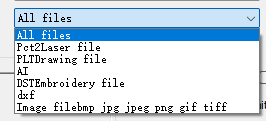 All files
All files
Pct2Laser file
PLTDrawing file
AI
DSTEmbroidery file
dxf
Image filebmp jpg jpeg png gif tiff